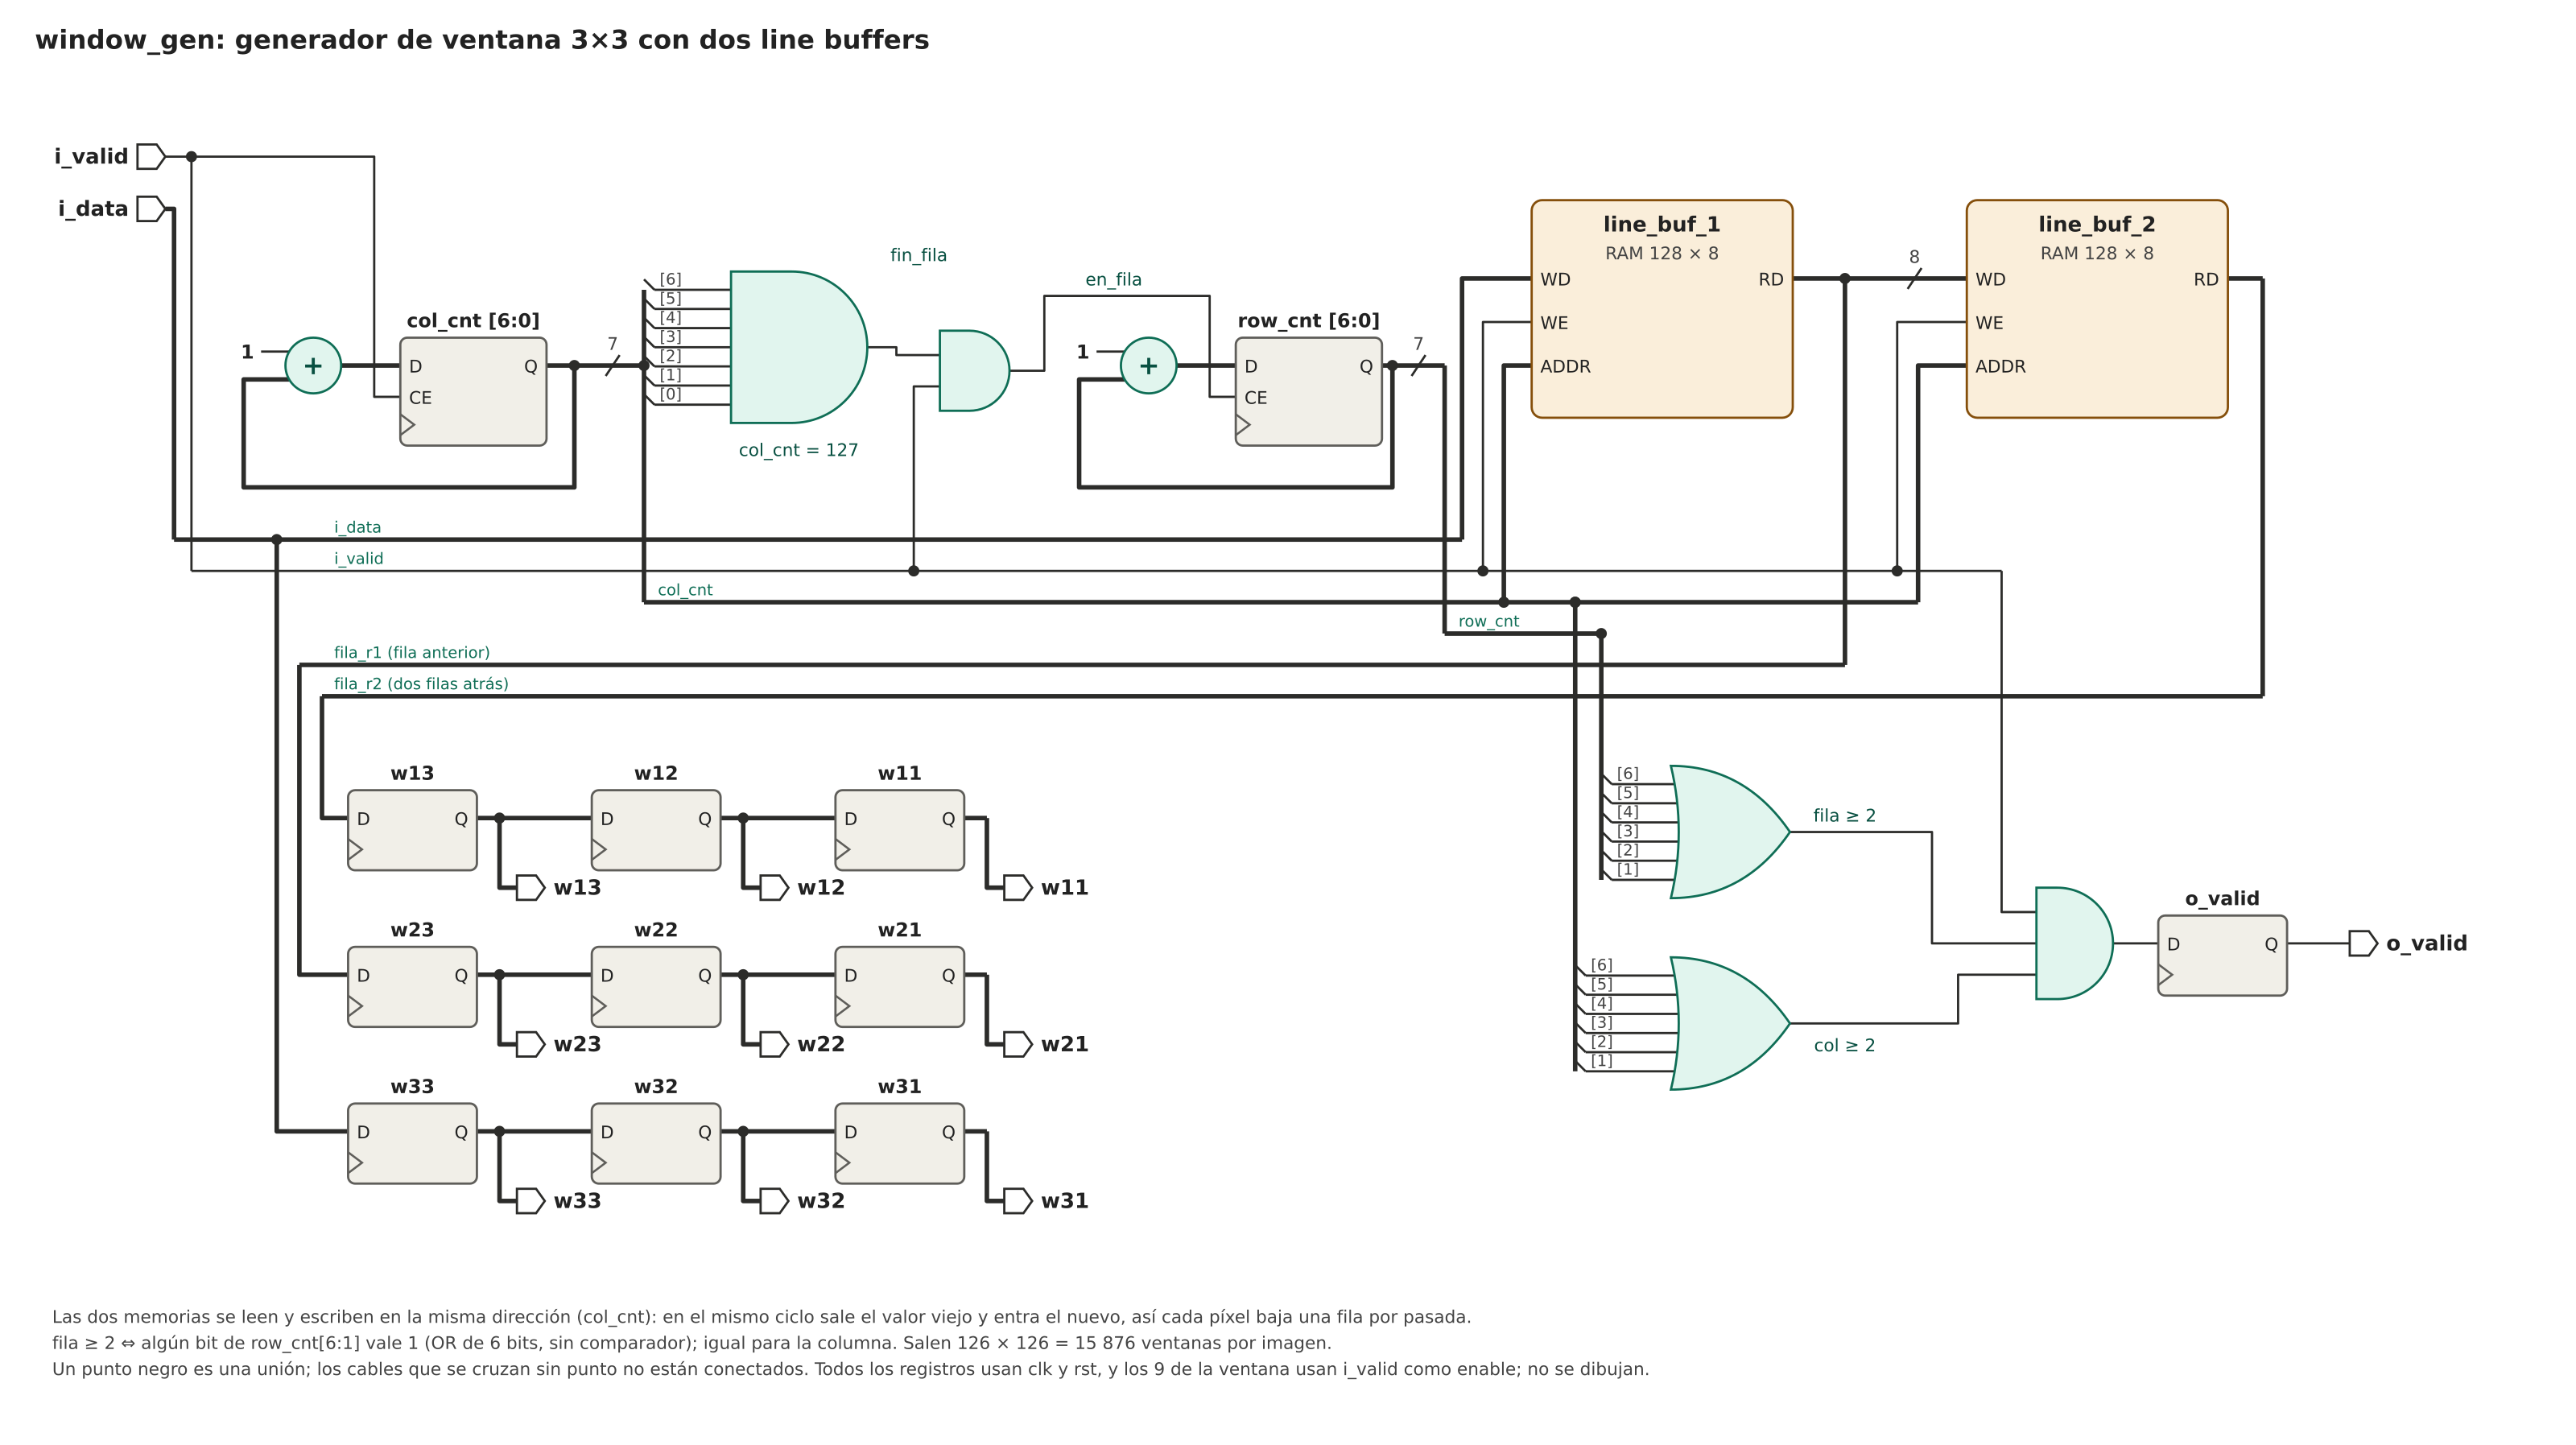 window_gen: generador de ventana 3×3 con dos line buffers
i_valid
i_data
1
+
col_cnt [6:0]
D
Q
CE
7
[6]
[5]
[4]
[3]
[2]
[1]
[0]
fin_fila
col_cnt = 127
en_fila
1
+
row_cnt [6:0]
D
Q
CE
7
line_buf_1
RAM 128 × 8
WD
RD
WE
ADDR
8
line_buf_2
RAM 128 × 8
WD
RD
WE
ADDR
i_data
i_valid
col_cnt
row_cnt
fila_r1 (fila anterior)
fila_r2 (dos filas atrás)
w13
D
Q
w13
w12
D
Q
w12
w11
D
Q
w11
w23
D
Q
w23
w22
D
Q
w22
w21
D
Q
w21
w33
D
Q
w33
w32
D
Q
w32
w31
D
Q
w31
[6]
[5]
[4]
[3]
[2]
[1]
fila ≥ 2
[6]
[5]
[4]
[3]
[2]
[1]
col ≥ 2
o_valid
D
Q
o_valid
Las dos memorias se leen y escriben en la misma dirección (col_cnt): en el mismo ciclo sale el valor viejo y entra el nuevo, así cada píxel baja una fila por pasada.
fila ≥ 2 ⇔ algún bit de row_cnt[6:1] vale 1 (OR de 6 bits, sin comparador); igual para la columna. Salen 126 × 126 = 15 876 ventanas por imagen.
Un punto negro es una unión; los cables que se cruzan sin punto no están conectados. Todos los registros usan clk y rst, y los 9 de la ventana usan i_valid como enable; no se dibujan.